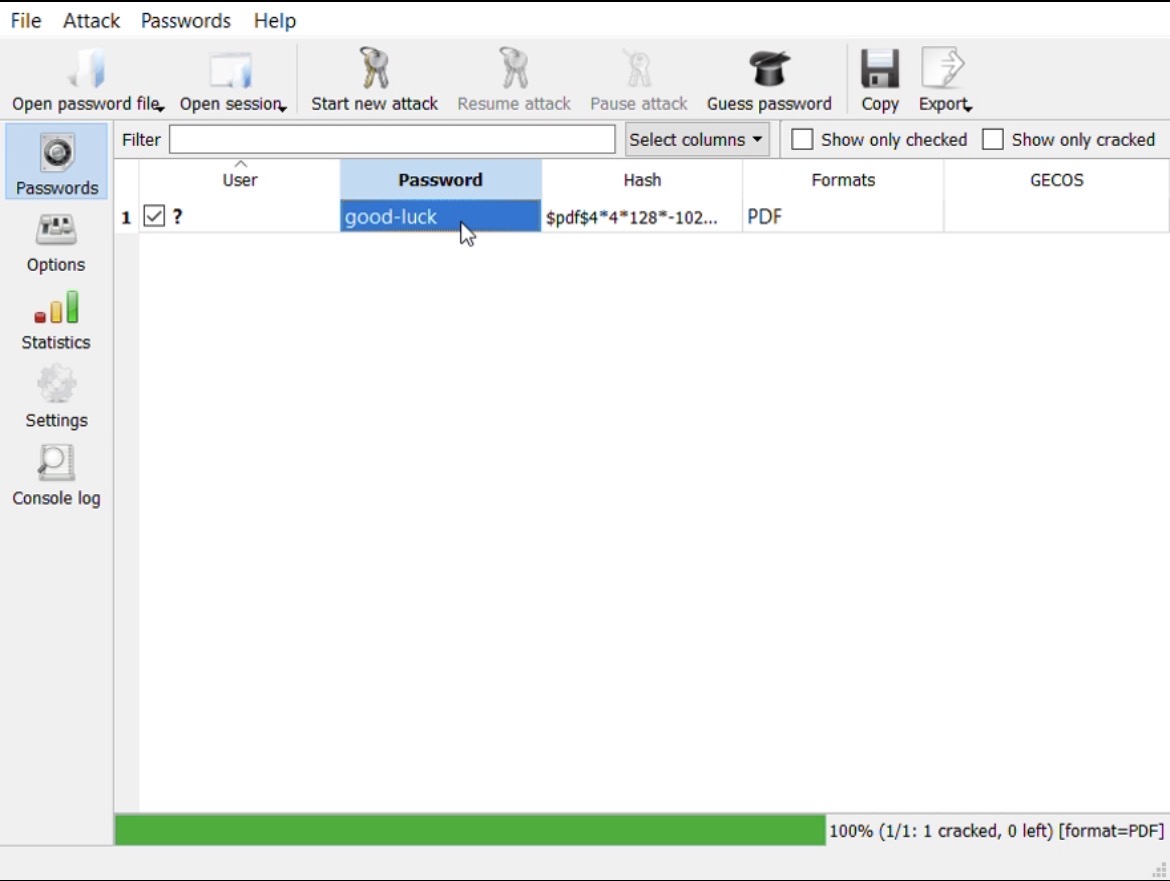 File Attack Passwords Help
Open password file Open session Start new attack Resume attack Pause attack Guess password Copy Export
Passwords
Options
Statistics
Settings
Console log
Filter Select columns Show only checked Show only cracked
User Password Hash Formats GECOS
1 ? good-luck $pdf$4*4*128*-102... PDF
100% (1/1: 1 cracked, 0 left) [format=PDF]